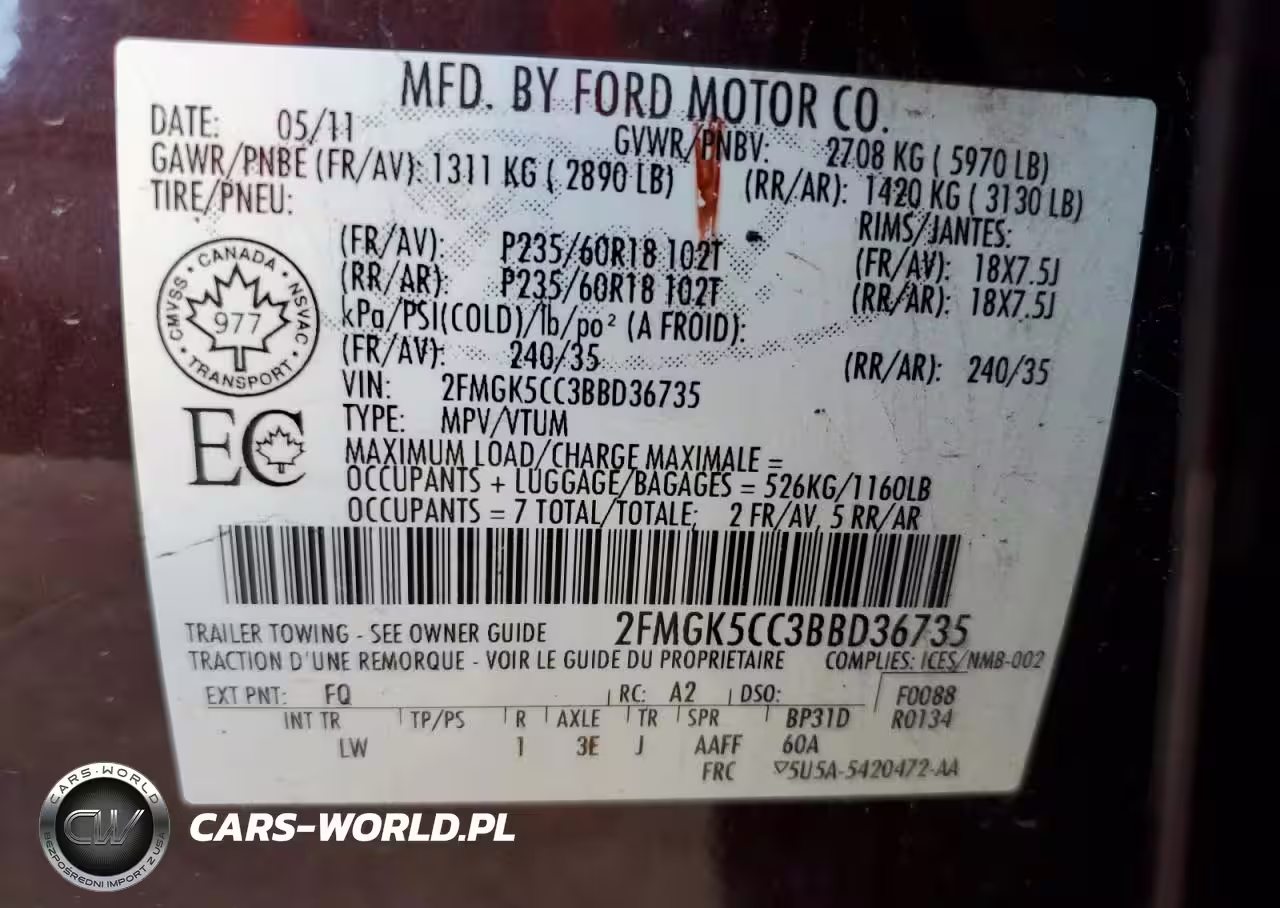 MFD. BY FORD MOTOR CO.
DATE: 05/11 GVWR/PNBV: 2708 KG ( 5970 LB)
GAWR/PNBE (FR/AV): 1311 KG ( 2890 LB) (RR/AR): 1420 KG ( 3130 LB)
TIRE/PNEU: RIMS/JANTES:
(FR/AV): P235/60R18 102T (FR/AV): 18X7.5J
(RR/AR): P235/60R18 102T (RR/AR): 18X7.5J
kPa/PSI(COLD)/lb/po² (A FROID):
(FR/AV): 240/35 (RR/AR): 240/35
CANADA
CMVSS NSVAC
977
TRANSPORT
EC
VIN: 2FMGK5CC3BBD36735
TYPE: MPV/VTUM
MAXIMUM LOAD/CHARGE MAXIMALE =
OCCUPANTS + LUGGAGE/BAGAGES = 526KG/1160LB
OCCUPANTS = 7 TOTAL/TOTALE; 2 FR/AV, 5 RR/AR
TRAILER TOWING - SEE OWNER GUIDE 2FMGK5CC3BBD36735
TRACTION D'UNE REMORQUE - VOIR LE GUIDE DU PROPRIETAIRE COMPLIES: ICES/NMB-002
EXT PNT: FQ RC: A2 DSO: F0088
INT TR TP/PS R AXLE TR SPR BP31D R0134
LW 1 3E J AAFF 60A
FRC ▽5U5A-5420472-AA
CARS-WORLD
CW
BEZPOŚREDNI IMPORT Z USA
CARS-WORLD.PL